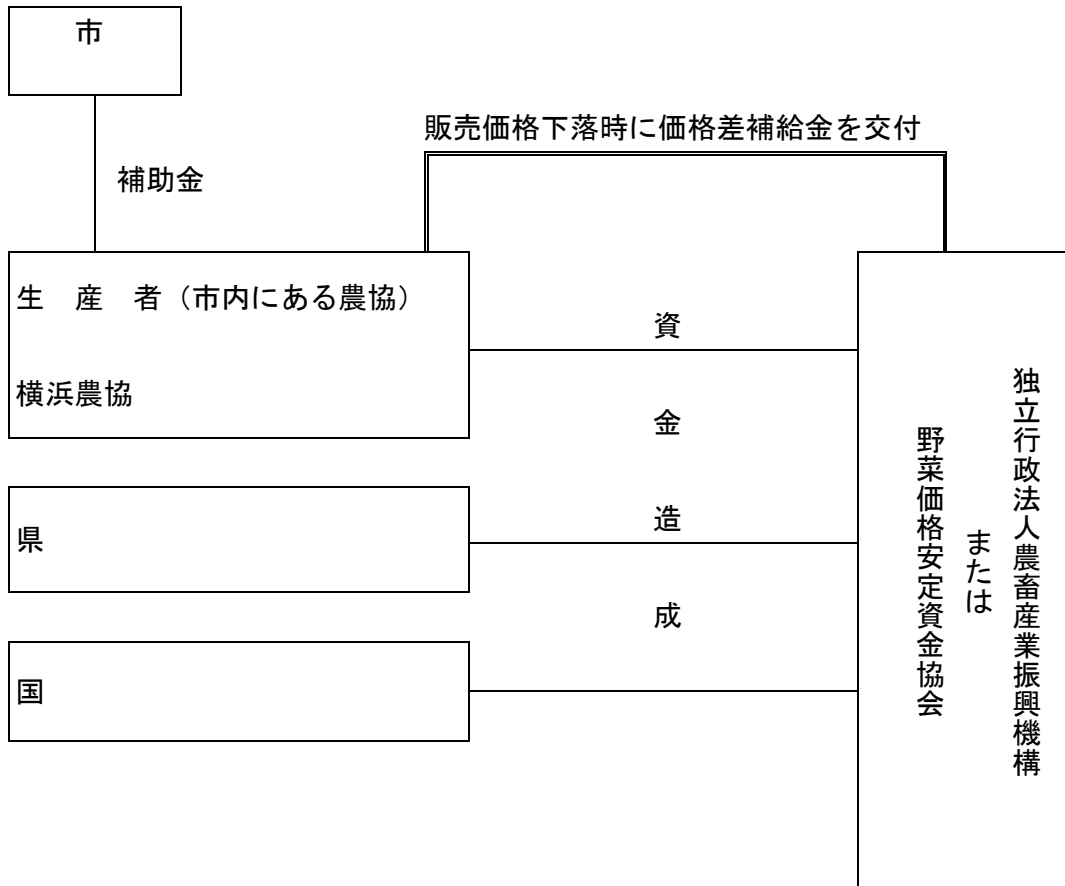 市
販売価格下落時に価格差補給金を交付
補助金
生　産　者（市内にある農協）
横浜農協
県
国
資
金
造
成
独立行政法人農畜産業振興機構
または
野菜価格安定資金協会